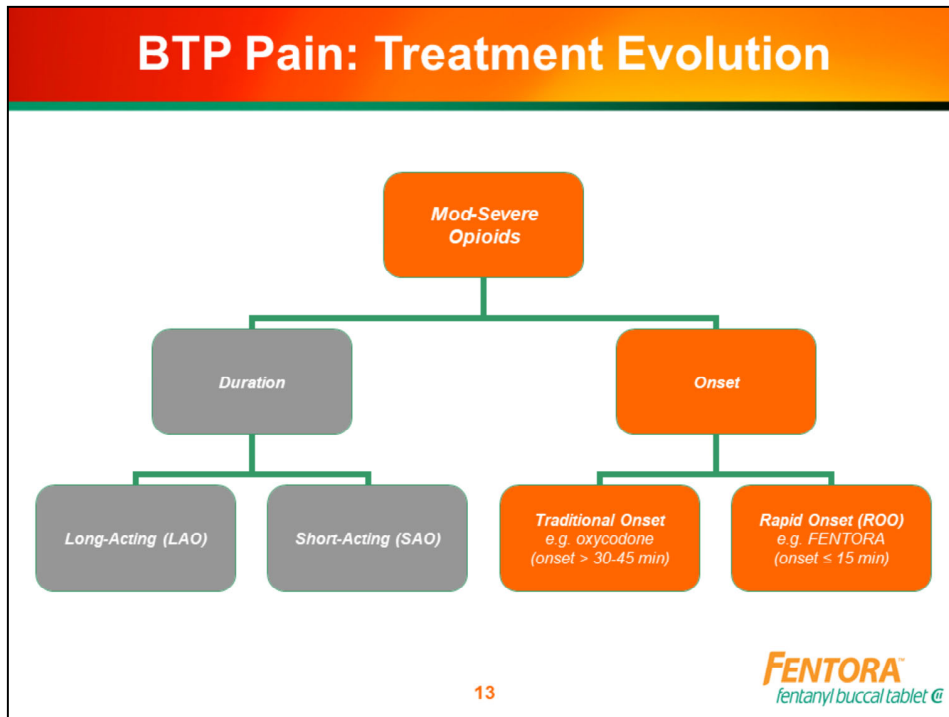 BTP Pain: Treatment Evolution
Mod-Severe
Opioids
Duration
Onset
Long-Acting (LAO)
Short-Acting (SAO)
Traditional Onset
e.g. oxycodone
(onset > 30-45 min)
Rapid Onset (ROO)
e.g. FENTORA
(onset ≤ 15 min)
13
FENTORA™
fentanyl buccal tablet CII